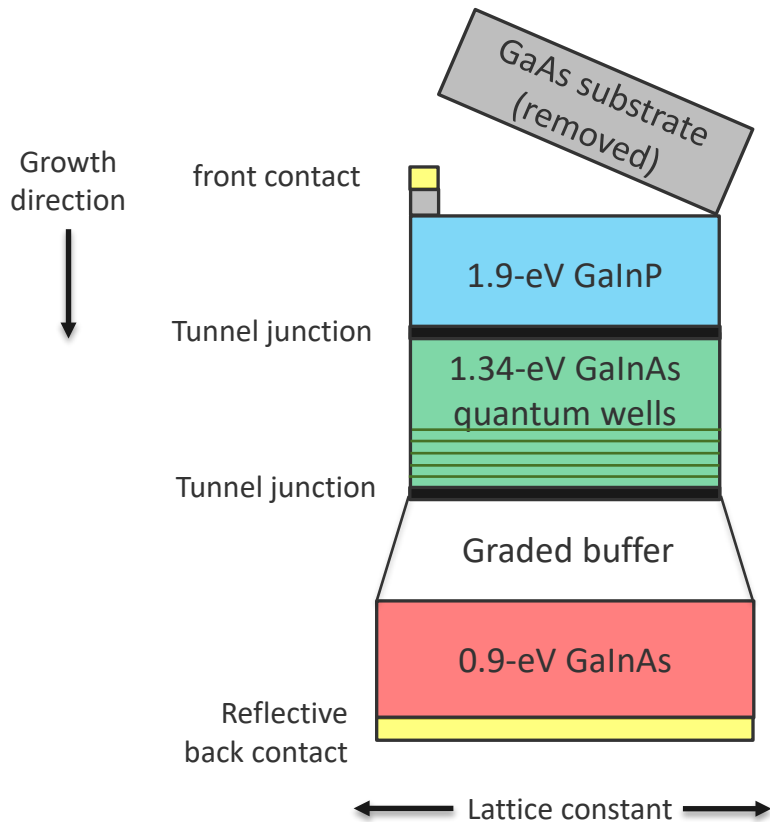 GaAs substrate
(removed)
Growth
direction
front contact
1.9-eV GaInP
Tunnel junction
1.34-eV GaInAs
quantum wells
Tunnel junction
Graded buffer
0.9-eV GaInAs
Reflective
back contact
Lattice constant